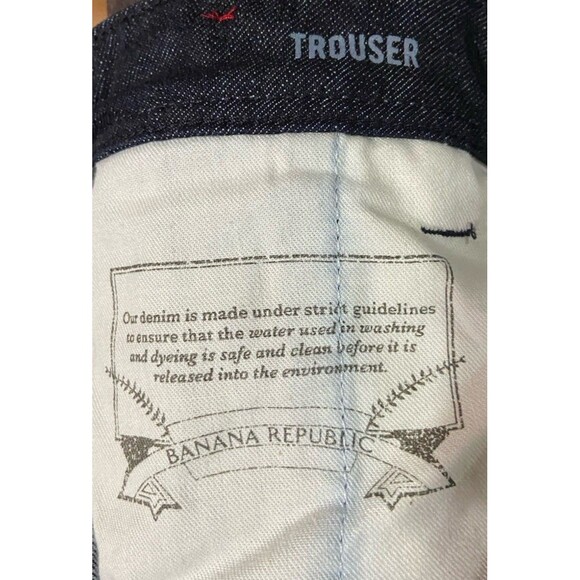 TROUSER
Our denim is made under strict guidelines
to ensure that the water used in washing
and dyeing is safe and clean before it is
released into the environment.
BANANA REPUBLIC